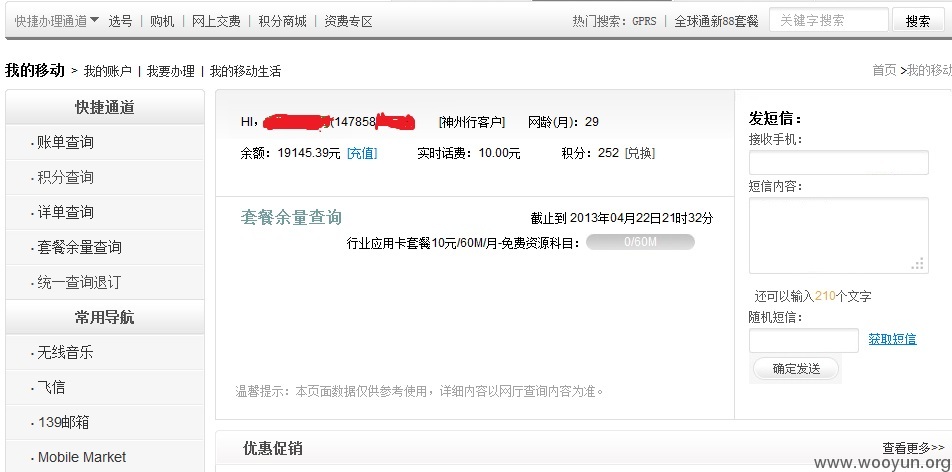 快捷办理通道 选号 | 购机 | 网上交费 | 积分商城 | 资费专区 热门搜索：GPRS | 全球通新88套餐 关键字搜索 搜索
我的移动 > 我的账户 | 我要办理 | 我的移动生活 首页 >我的移动
快捷通道
·账单查询
·积分查询
·详单查询
·套餐余量查询
·统一查询退订
常用导航
·无线音乐
·飞信
·139邮箱
·Mobile Market
HI， (147858 [神州行客户] 网龄(月)：29
余额：19145.39元 [充值] 实时话费：10.00元 积分：252 [兑换]
套餐余量查询 截止到 2013年04月22日21时32分
行业应用卡套餐10元/60M/月-免费资源科目： 0/60M
温馨提示：本页面数据仅供参考使用，详细内容以网厅查询内容为准。
优惠促销 查看更多>>
发短信：
接收手机：
短信内容：
还可以输入210个文字
随机短信：
获取短信
确定发送
www.wooyun.org